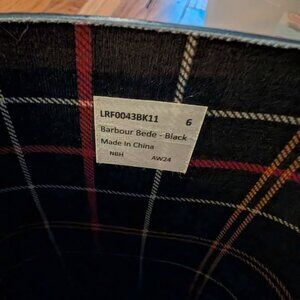 LRF0043BK11 6
Barbour Bede - Black
Made In China
NBH AW24